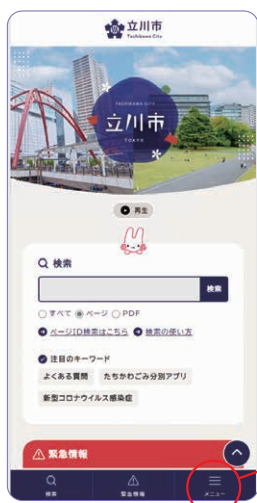 立川市
Tachikawa City
TACHIKAWA CITY
立川市
TOKYO
再生
検索
検索
すべて ページ PDF
ページID検索はこちら 検索の使い方
注目のキーワード
よくある質問 たちかわごみ分別アプリ
新型コロナウイルス感染症
緊急情報
検索 緊急情報 メニュー